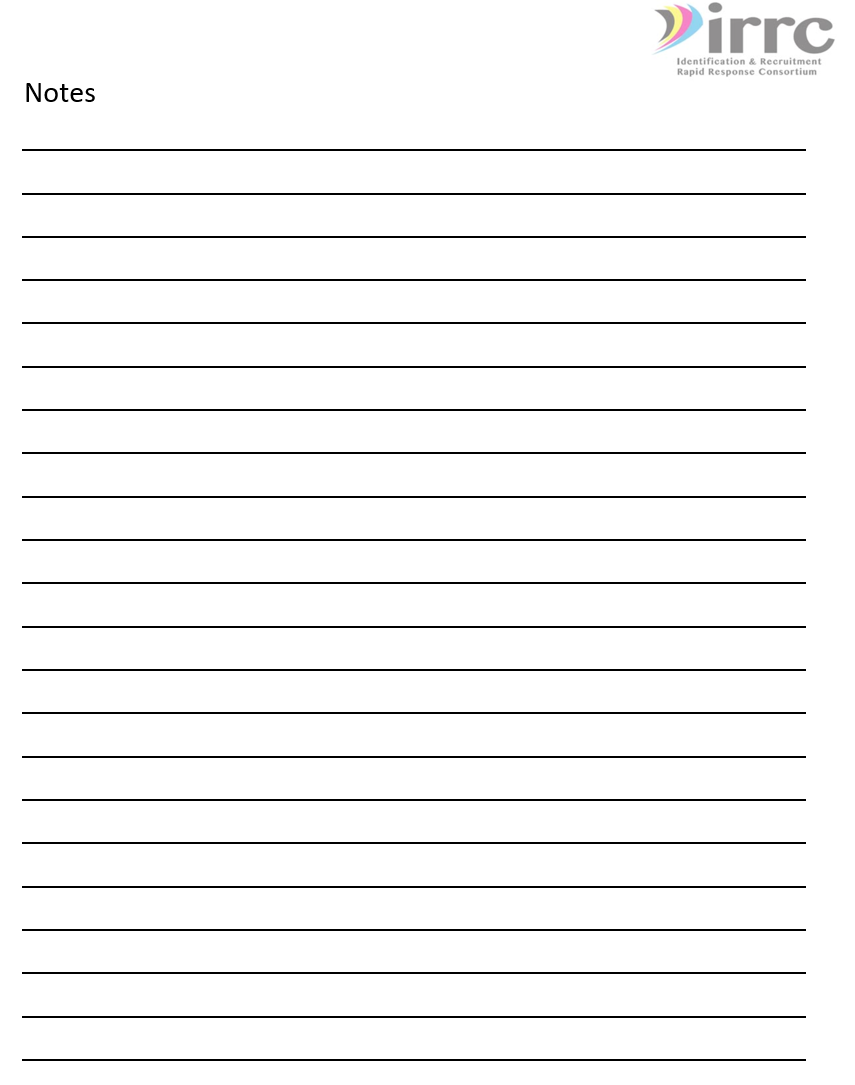 irrc
Identification & Recruitment
Rapid Response Consortium
Notes